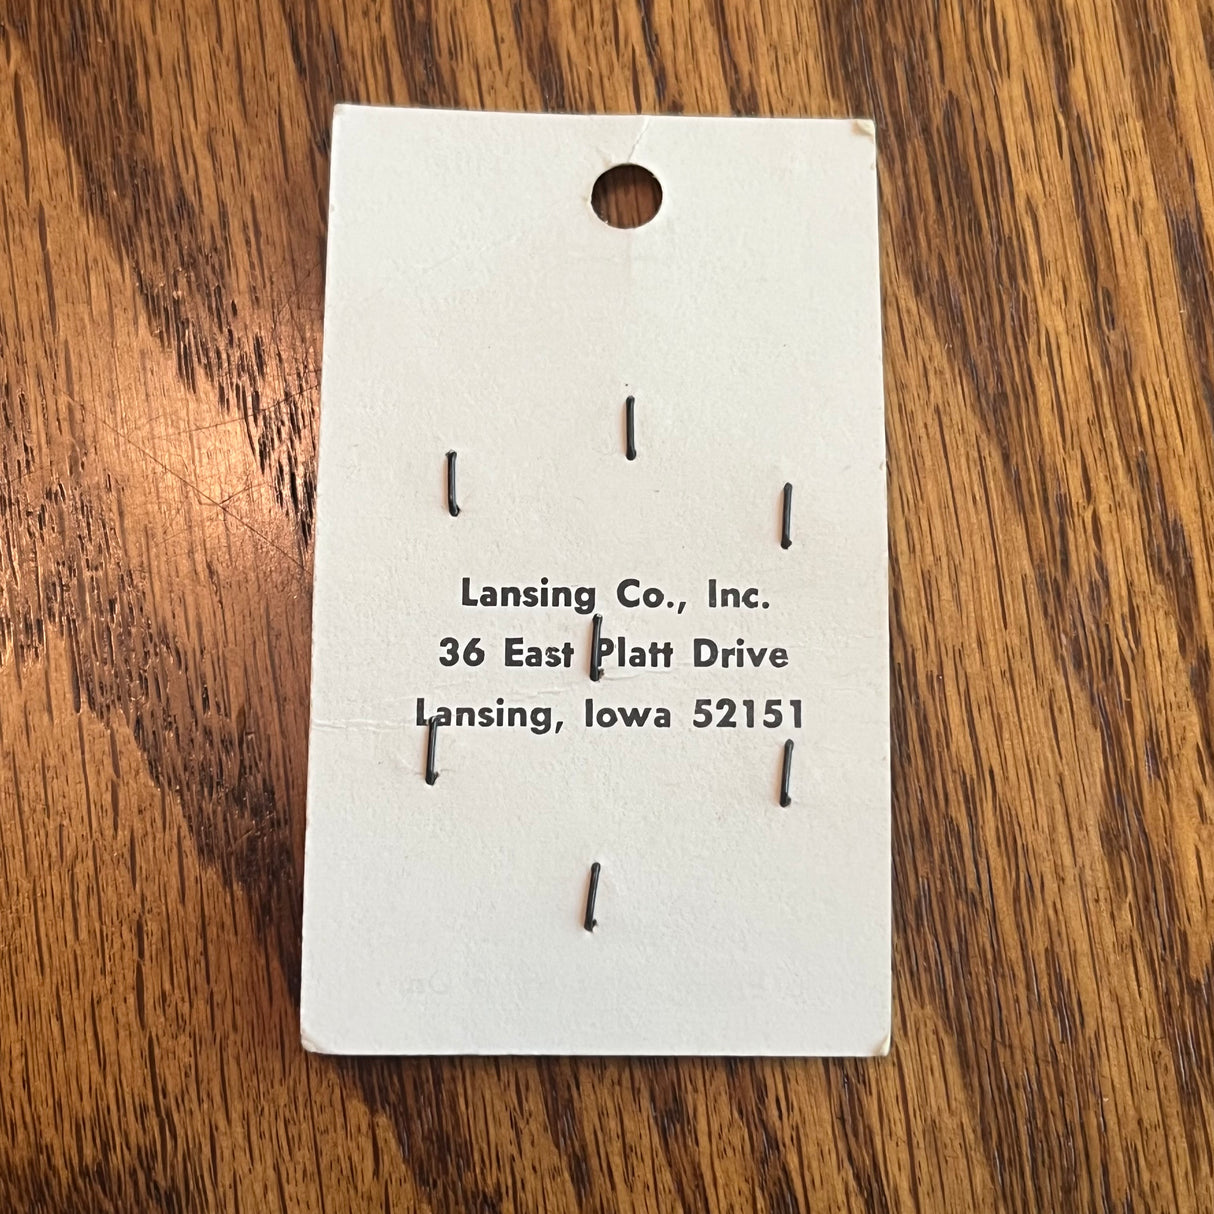 Lansing Co., Inc.
36 East Platt Drive
Lansing, Iowa 52151